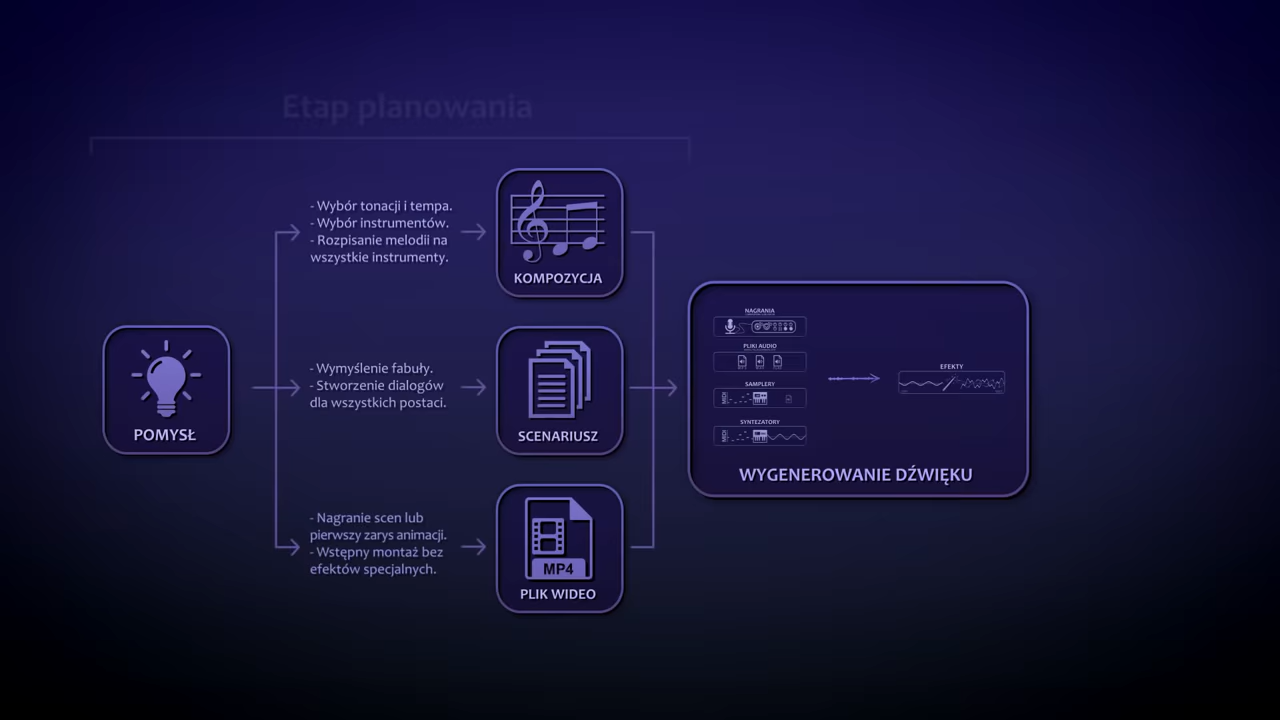 Etap planowania
- Wybór tonacji i tempa.
- Wybór instrumentów.
- Rozpisanie melodii na
wszystkie instrumenty.
KOMPOZYCJA
POMYSŁ
- Wymyślenie fabuły.
- Stworzenie dialogów
dla wszystkich postaci.
SCENARIUSZ
- Nagranie scen lub
pierwszy zarys animacji.
- Wstępny montaż bez
efektów specjalnych.
MP4
PLIK WIDEO
NAGRANIA
PLIKI AUDIO
SAMPLERY
MIDI
SYNTEZATORY
MIDI
EFEKTY
WYGENEROWANIE DŹWIĘKU